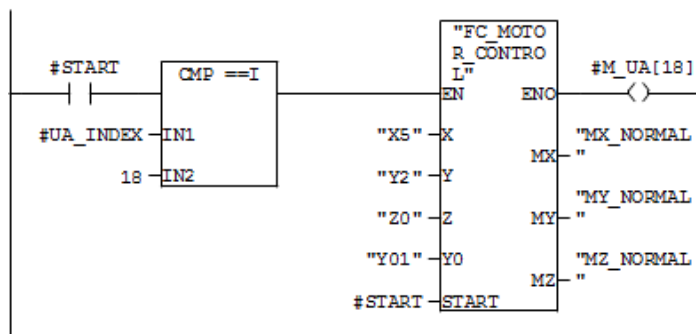 "FC_MOTO
R_CONTRO
L"
#START
CMP ==I
#M_UA[18]
EN
ENO
#UA_INDEX
IN1
"X5"
X
"MX_NORMAL
MX
"
18
IN2
"Y2"
Y
"MY_NORMAL
"Z0"
Z
MY
"
"MZ_NORMAL
"Y01"
Y0
MZ
"
#START
START